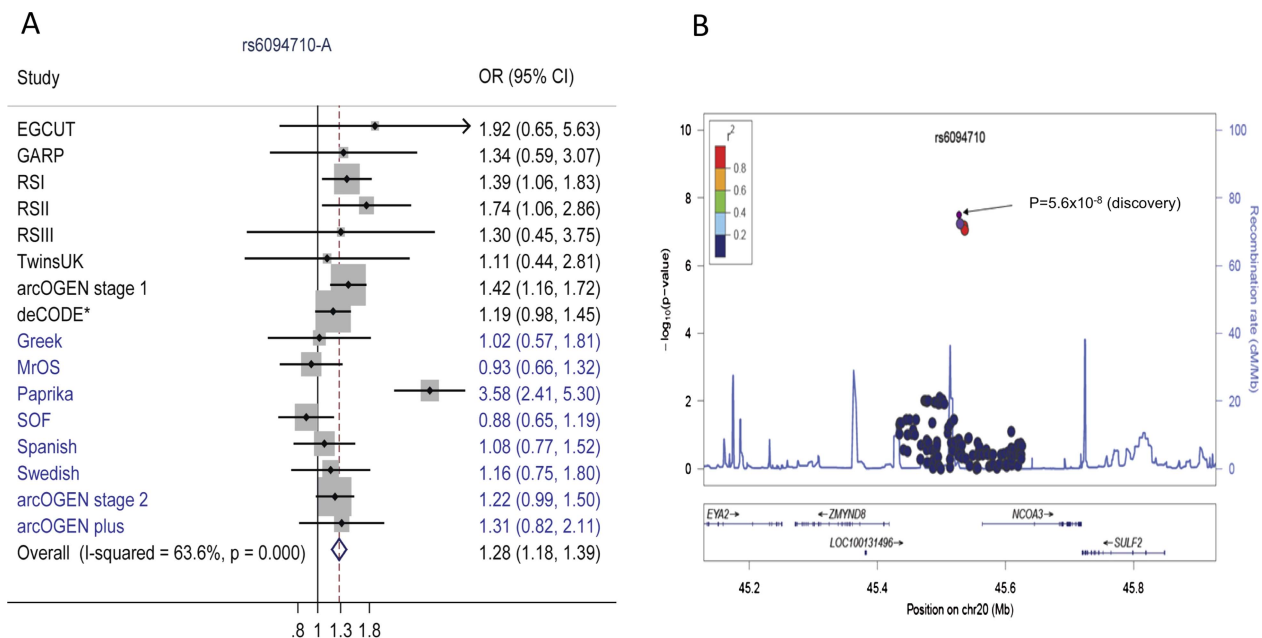 A
rs6094710-A
Study OR (95% CI)
EGCUT 1.92 (0.65, 5.63)
GARP 1.34 (0.59, 3.07)
RSI 1.39 (1.06, 1.83)
RSII 1.74 (1.06, 2.86)
RSIII 1.30 (0.45, 3.75)
TwinsUK 1.11 (0.44, 2.81)
arcOGEN stage 1 1.42 (1.16, 1.72)
deCODE* 1.19 (0.98, 1.45)
Greek 1.02 (0.57, 1.81)
MrOS 0.93 (0.66, 1.32)
Paprika 3.58 (2.41, 5.30)
SOF 0.88 (0.65, 1.19)
Spanish 1.08 (0.77, 1.52)
Swedish 1.16 (0.75, 1.80)
arcOGEN stage 2 1.22 (0.99, 1.50)
arcOGEN plus 1.31 (0.82, 2.11)
Overall (I-squared = 63.6%, p = 0.000) 1.28 (1.18, 1.39)
.8 1 1.3 1.8
B
r²
0.8
0.6
0.4
0.2
rs6094710
P=5.6x10⁻⁸ (discovery)
10
8
6
4
2
0
−log₁₀(p−value)
100
80
60
40
20
0
Recombination rate (cM/Mb)
EYA2→ ←ZMYND8 NCOA3→
LOC100131496→ ←SULF2
45.2 45.4 45.6 45.8
Position on chr20 (Mb)